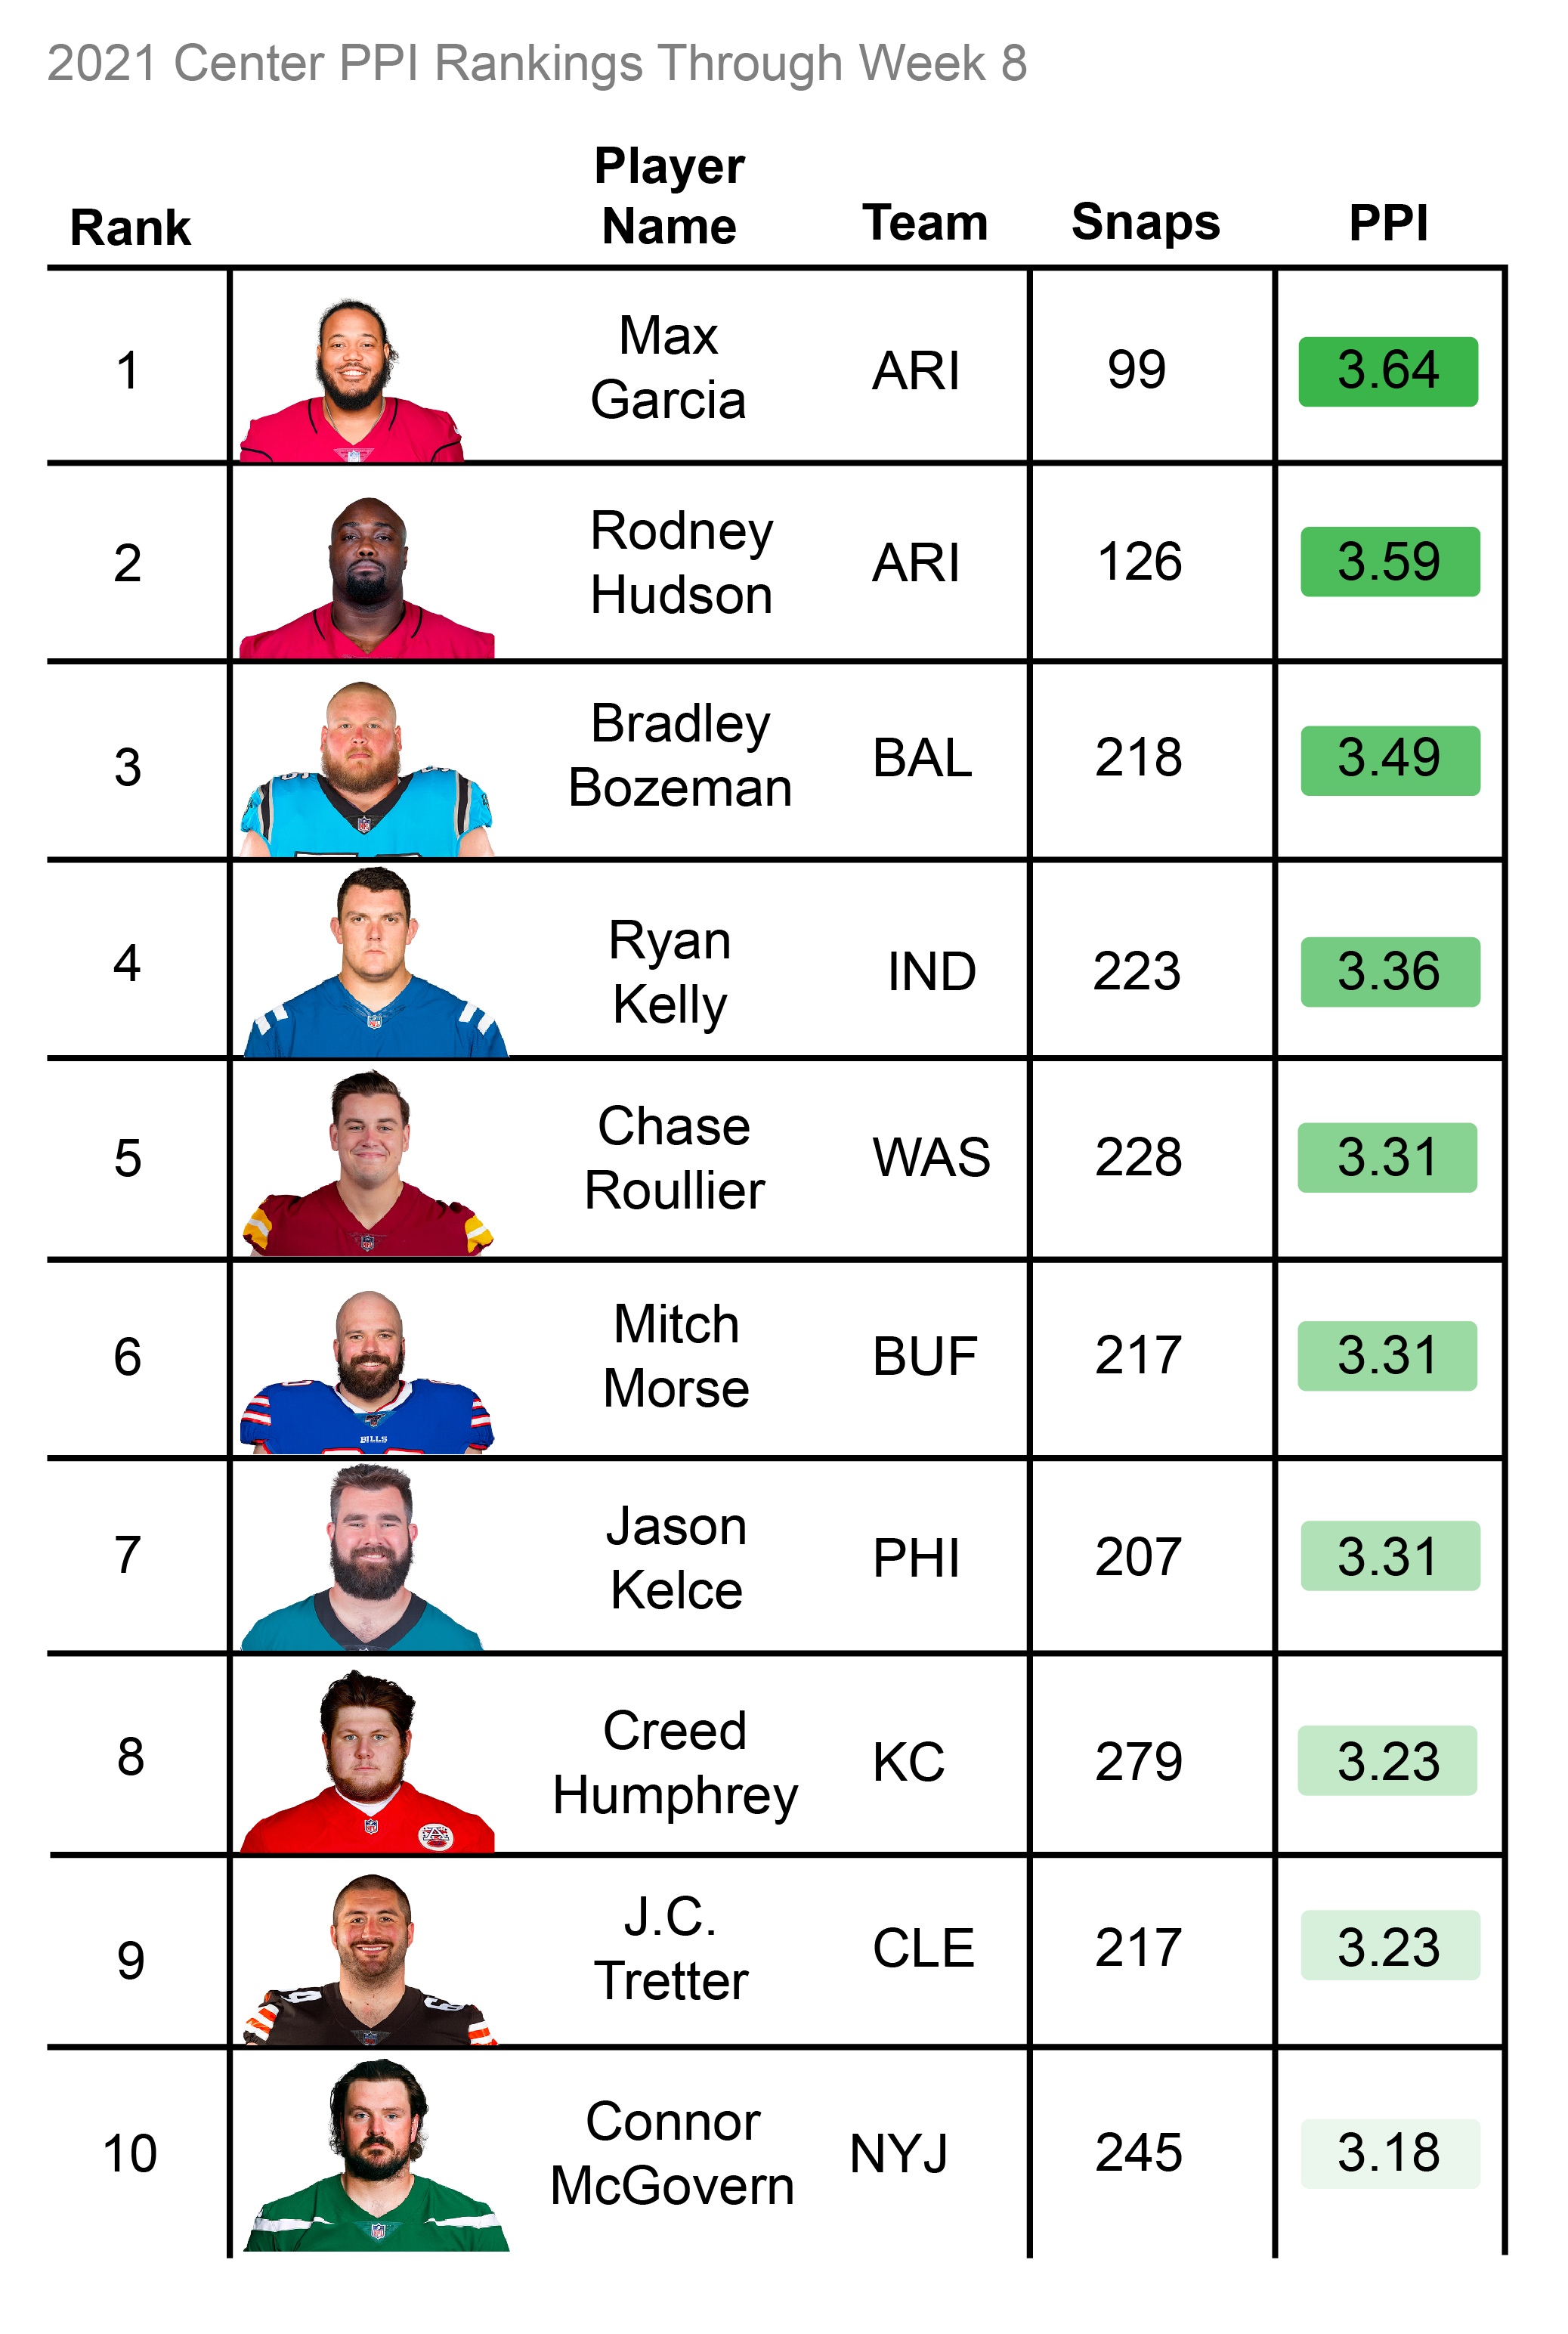 2021 Center PPI Rankings Through Week 8
Rank Player Name Team Snaps PPI
1 Max Garcia ARI 99 3.64
2 Rodney Hudson ARI 126 3.59
3 Bradley Bozeman BAL 218 3.49
4 Ryan Kelly IND 223 3.36
5 Chase Roullier WAS 228 3.31
6 Mitch Morse BUF 217 3.31
BILLS
7 Jason Kelce PHI 207 3.31
8 Creed Humphrey KC 279 3.23
9 J.C. Tretter CLE 217 3.23
10 Connor McGovern NYJ 245 3.18